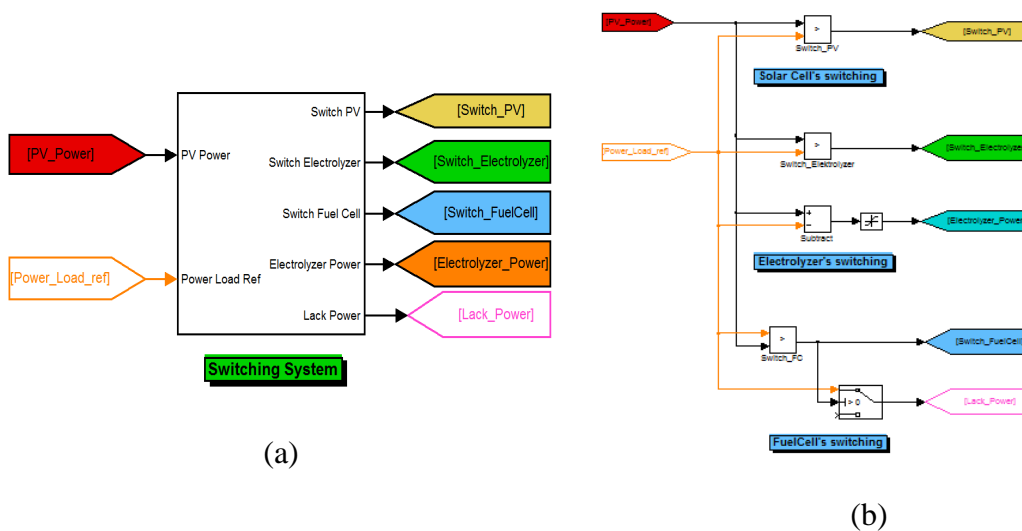 [PV_Power]
[Power_Load_ref]
PV Power
Power Load Ref
Switch PV
Switch Electrolyzer
Switch Fuel Cell
Electrolyzer Power
Lack Power
[Switch_PV]
[Switch_Electrolyzer]
[Switch_FuelCell]
[Electrolyzer_Power]
[Lack_Power]
Switching System
(a)
[PV_Power]
>
Switch_PV
[Switch_PV]
Solar Cell's switching
[Power_Load_ref]
>
Switch_Elektrolyzer
[Switch_Electrolyze
+
−
Subtract
[Electrolyzer_Power
Electrolyzer's switching
>
Switch_FC
[Switch_FuelCell
> 0
[Lack_Power]
FuelCell's switching
(b)